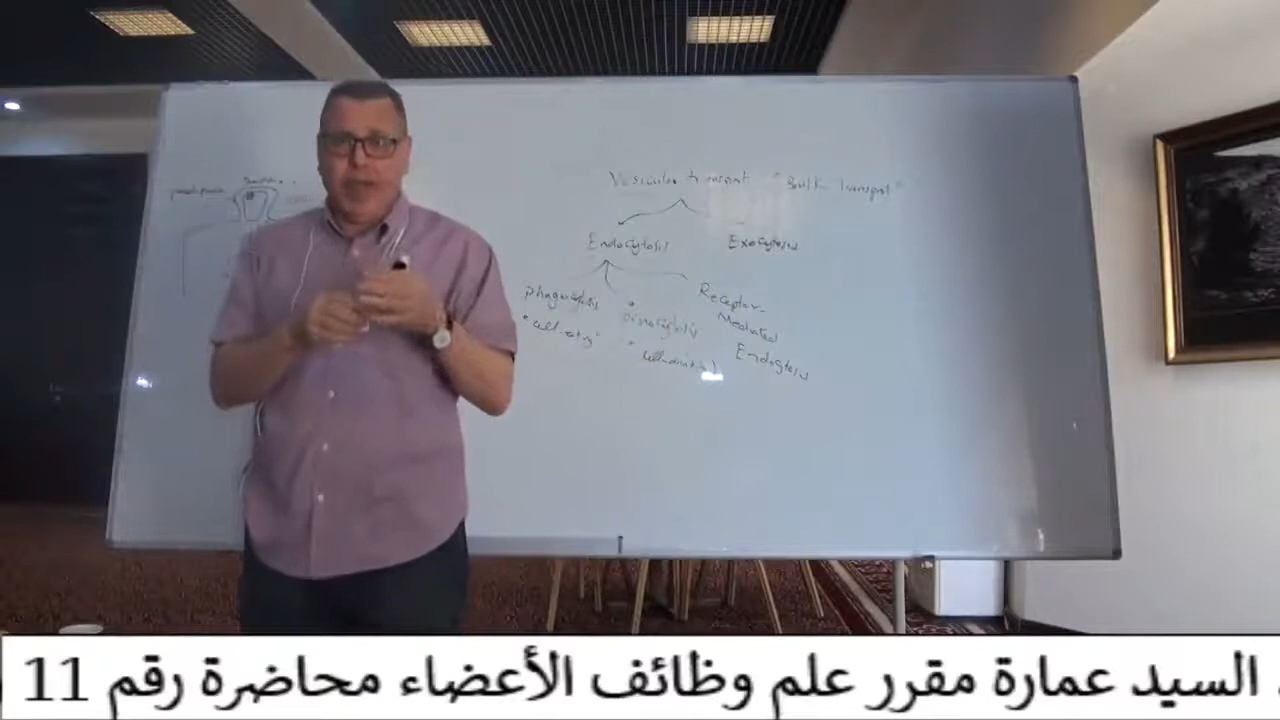 Vesicular transport "Bulk transport"
Endocytosis
Exocytosis
phagocytosis
"cell-eating"
pinocytosis
Receptor-
Mediated
Endocytosis
السيد عمارة مقرر علم وظائف الأعضاء محاضرة رقم 11